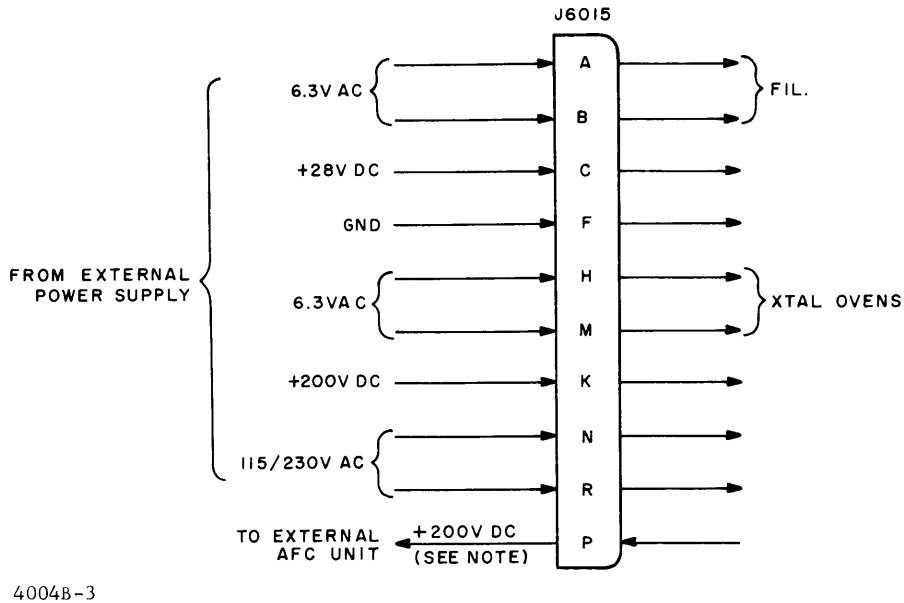 J6015
A
6.3V AC
FIL.
B
+28V DC
C
GND
F
FROM EXTERNAL
POWER SUPPLY
H
6.3VAC
XTAL OVENS
M
+200V DC
K
N
115/230V AC
R
TO EXTERNAL
AFC UNIT
+200V DC
(SEE NOTE)
P
4004B-3